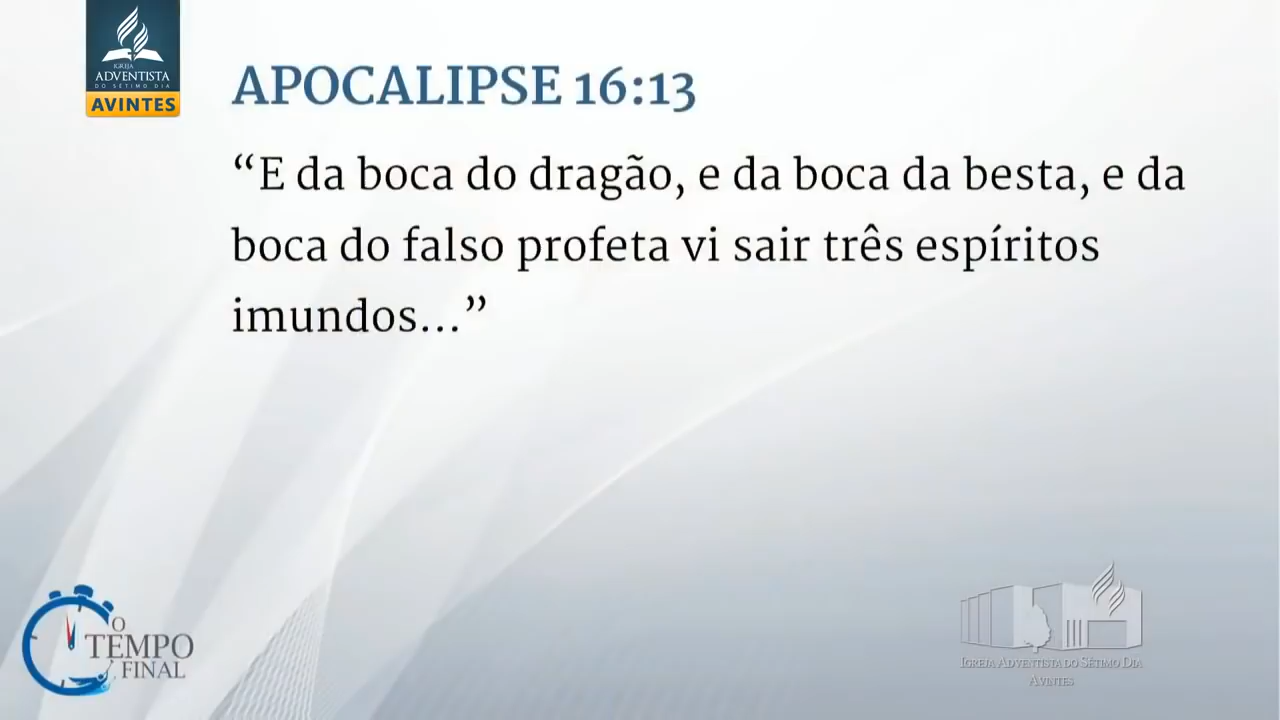 IGREJA
ADVENTISTA
DO SÉTIMO DIA
AVINTES
APOCALIPSE 16:13
“E da boca do dragão, e da boca da besta, e da
boca do falso profeta vi sair três espíritos
imundos...”
O
TEMPO
FINAL
IGREJA ADVENTISTA DO SÉTIMO DIA
AVINTES